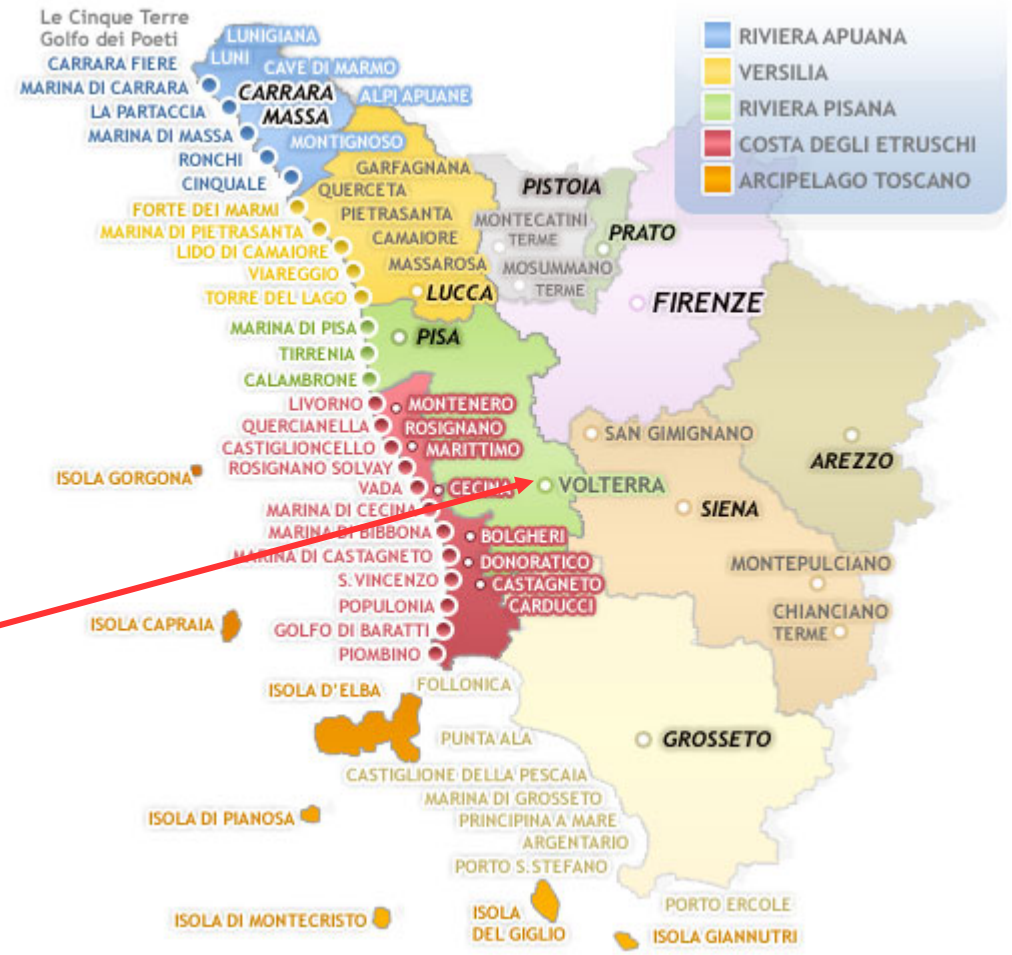 Le Cinque Terre
Golfo dei Poeti
CARRARA FIERE
MARINA DI CARRARA
LA PARTACCIA
MARINA DI MASSA
RONCHI
CINQUALE
FORTE DEI MARMI
MARINA DI PIETRASANTA
LIDO DI CAMAIORE
VIAREGGIO
TORRE DEL LAGO
MARINA DI PISA
TIRRENIA
CALAMBRONE
LIVORNO
QUERCIANELLA
CASTIGLIONCELLO
ROSIGNANO SOLVAY
VADA
MARINA DI CECINA
MARINA DI BIBBONA
MARINA DI CASTAGNETO
S. VINCENZO
POPULONIA
GOLFO DI BARATTI
PIOMBINO
LUNIGIANA
LUNI
CAVE DI MARMO
CARRARA
MASSA
ALPI APUANE
MONTIGNOSO
GARFAGNANA
QUERCETA
PIETRASANTA
CAMAIORE
MASSAROSA
LUCCA
PISTOIA
MONTECATINI
TERME
MOSUMMANO
TERME
PRATO
FIRENZE
PISA
MONTENERO
ROSIGNANO
MARITTIMO
CECINA
VOLTERRA
BOLGHERI
DONORATICO
CASTAGNETO
CARDUCCI
SAN GIMIGNANO
SIENA
AREZZO
MONTEPULCIANO
CHIANCIANO
TERME
GROSSETO
FOLLONICA
PUNTA ALA
CASTIGLIONE DELLA PESCAIA
MARINA DI GROSSETO
PRINCIPINA A MARE
ARGENTARIO
PORTO S.STEFANO
PORTO ERCOLE
ISOLA GORGONA
ISOLA CAPRAIA
ISOLA D'ELBA
ISOLA DI PIANOSA
ISOLA DI MONTECRISTO
ISOLA
DEL GIGLIO
ISOLA GIANNUTRI
RIVIERA APUANA
VERSILIA
RIVIERA PISANA
COSTA DEGLI ETRUSCHI
ARCIPELAGO TOSCANO